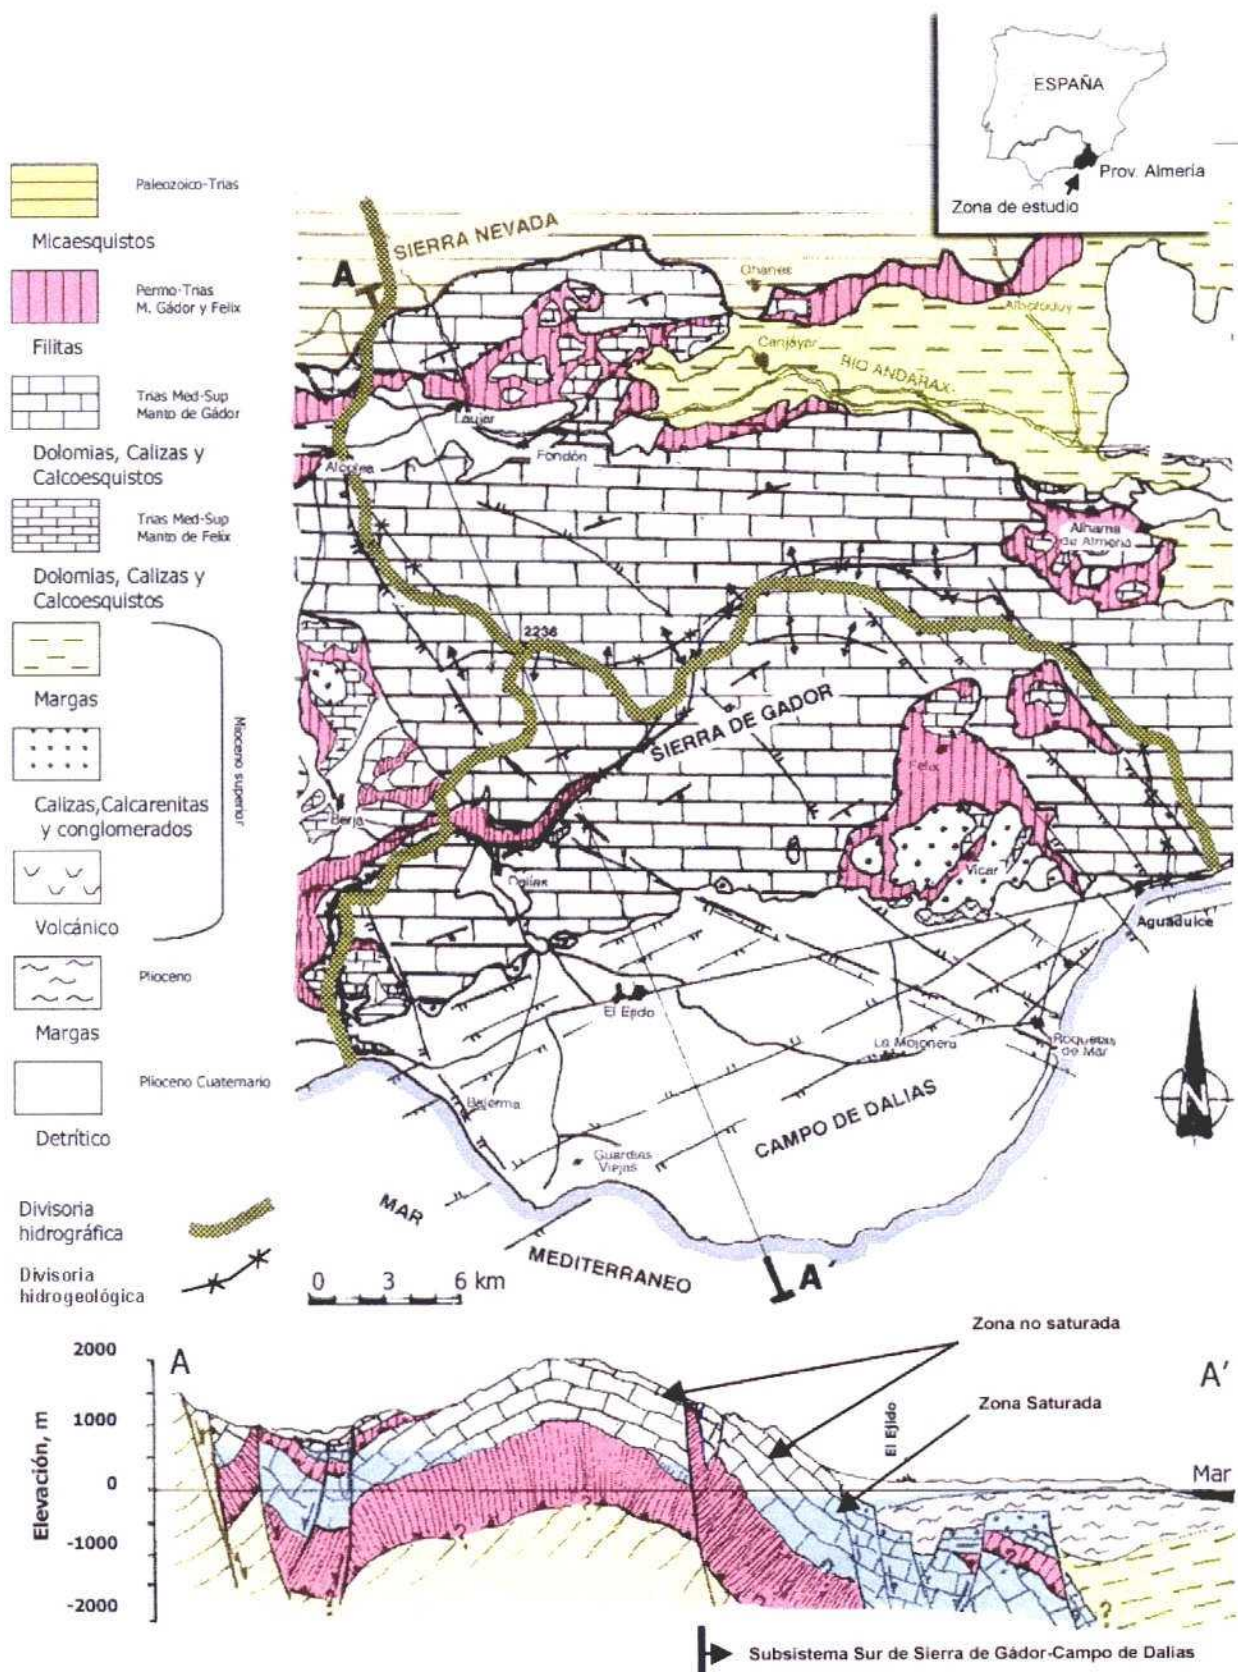 ESPAÑA
Prov. Almería
Zona de estudio
Paleozoico-Trias
Micaesquistos
Permo-Trias
M. Gádor y Felix
Filitas
Trias Med-Sup
Manto de Gádor
Dolomias, Calizas y
Calcoesquistos
Trias Med-Sup
Manto de Felix
Dolomias, Calizas y
Calcoesquistos
Margas
Calizas, Calcarenitas
y conglomerados
Volcánico
Mioceno superior
Plioceno
Margas
Plioceno Cuaternario
Detrítico
Divisoria
hidrográfica
Divisoria
hidrogeológica
A
SIERRA NEVADA
Ohanes
Alboloduy
Canjáyar
RIO ANDARAX
Laujar
Fondón
Alcolea
Alhama
de Almería
2236
SIERRA DE GADOR
Felix
Berja
Dalías
Vicar
Aguadulce
El Ejido
La Mojonera
Roquetas
de Mar
Balerma
CAMPO DE DALIAS
Guardias
Viejas
MAR
MEDITERRANEO
A´
N
0 3 6 km
2000
1000
0
-1000
-2000
Elevación, m
A
Zona no saturada
Zona Saturada
A'
El Ejido
Mar
?
?
?
?
Subsistema Sur de Sierra de Gádor-Campo de Dalias